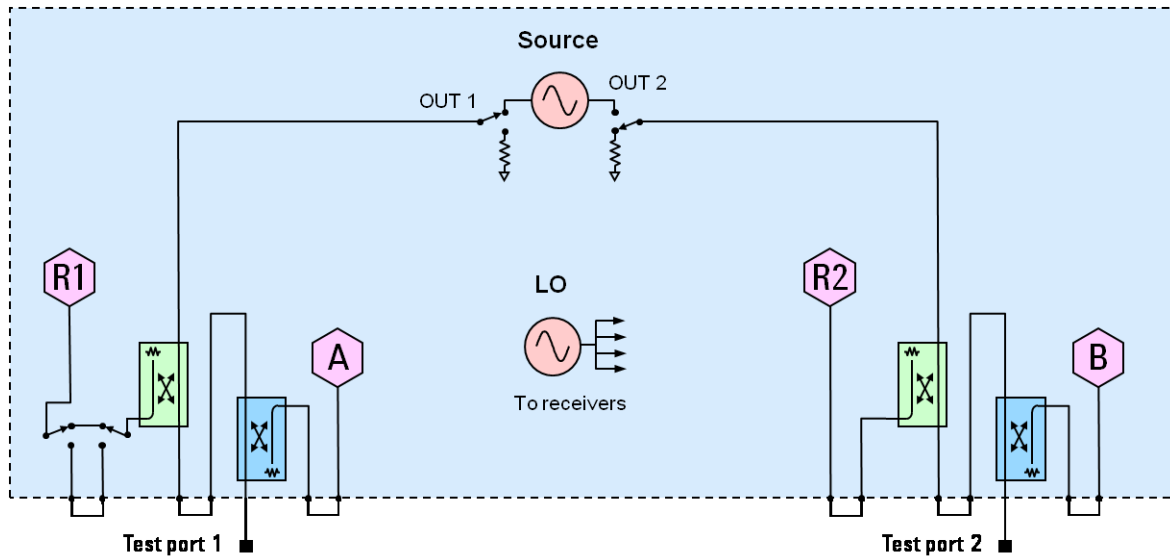 Source
OUT 1
OUT 2
R1
R2
LO
A
B
To receivers
Test port 1
Test port 2